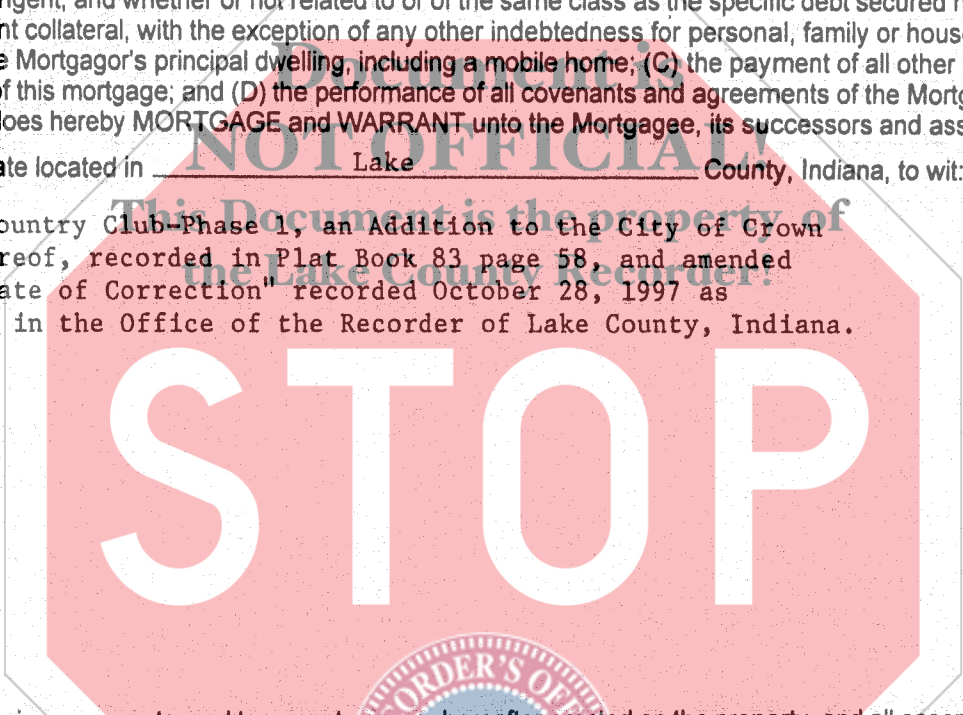 and whether or not related to or of the same class as the specific debt secured
nt collateral, with the exception of any other indebtedness for personal, family or
Mortgagor's principal dwelling, including a mobile home; (C) the payment of all other
f this mortgage; and (D) the performance of all covenants and agreements of the
does hereby MORTGAGE and WARRANT unto the Mortgagee, its successors and
ate located in Lake County, Indiana, to wit:
ountry Club-Phase 1, an Addition to the City of Crown
reof, recorded in Plat Book 83 page 58, and amended
ate of Correction" recorded October 28, 1997 as
in the Office of the Recorder of Lake County, Indiana.
Document is
NOT OFFICIAL!
This Document is the property of
the Lake County Recorder!
STOP
ORDER'S OF